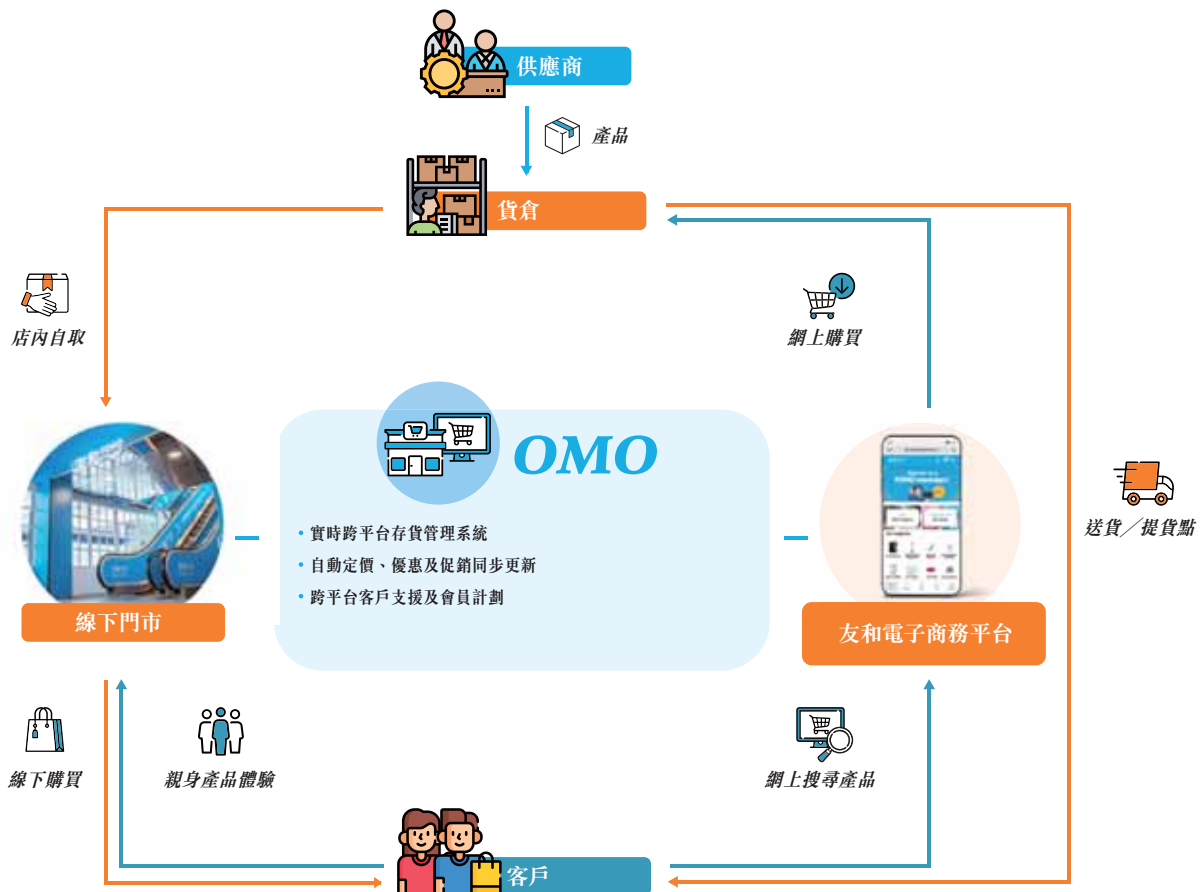 供應商
產品
貨倉
店內自取
網上購買
OMO
• 實時跨平台存貨管理系統
• 自動定價、優惠及促銷同步更新
• 跨平台客戶支援及會員計劃
送貨／提貨點
線下門市
友和電子商務平台
線下購買
親身產品體驗
網上搜尋產品
客戶